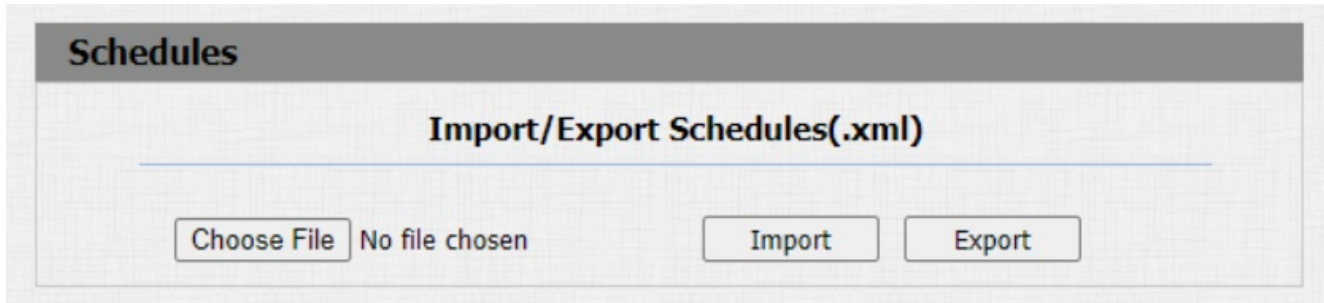 Schedules
Import/Export Schedules(.xml)
Choose File No file chosen Import Export